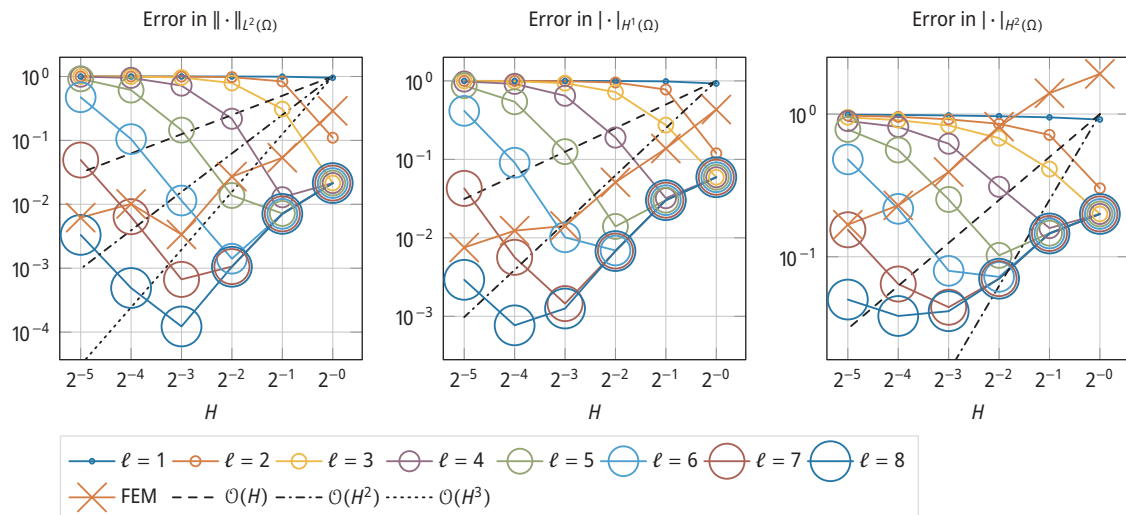 Error in ‖ · ‖L²(Ω)
Error in | · |H¹(Ω)
Error in | · |H²(Ω)
10⁰
10⁻¹
10⁻²
10⁻³
10⁻⁴
2⁻⁵ 2⁻⁴ 2⁻³ 2⁻² 2⁻¹ 2⁻⁰
H
10⁰
10⁻¹
10⁻²
10⁻³
2⁻⁵ 2⁻⁴ 2⁻³ 2⁻² 2⁻¹ 2⁻⁰
H
10⁰
10⁻¹
2⁻⁵ 2⁻⁴ 2⁻³ 2⁻² 2⁻¹ 2⁻⁰
H
ℓ = 1 ℓ = 2 ℓ = 3 ℓ = 4 ℓ = 5 ℓ = 6 ℓ = 7 ℓ = 8
FEM 𝒪(H) 𝒪(H²) 𝒪(H³)